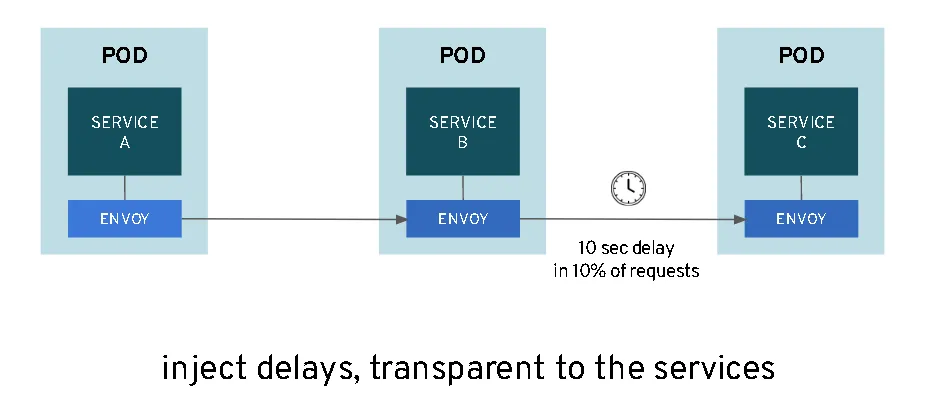 POD
SERVICE
A
ENVOY
POD
SERVICE
B
ENVOY
10 sec delay
in 10% of requests
POD
SERVICE
C
ENVOY
inject delays, transparent to the services